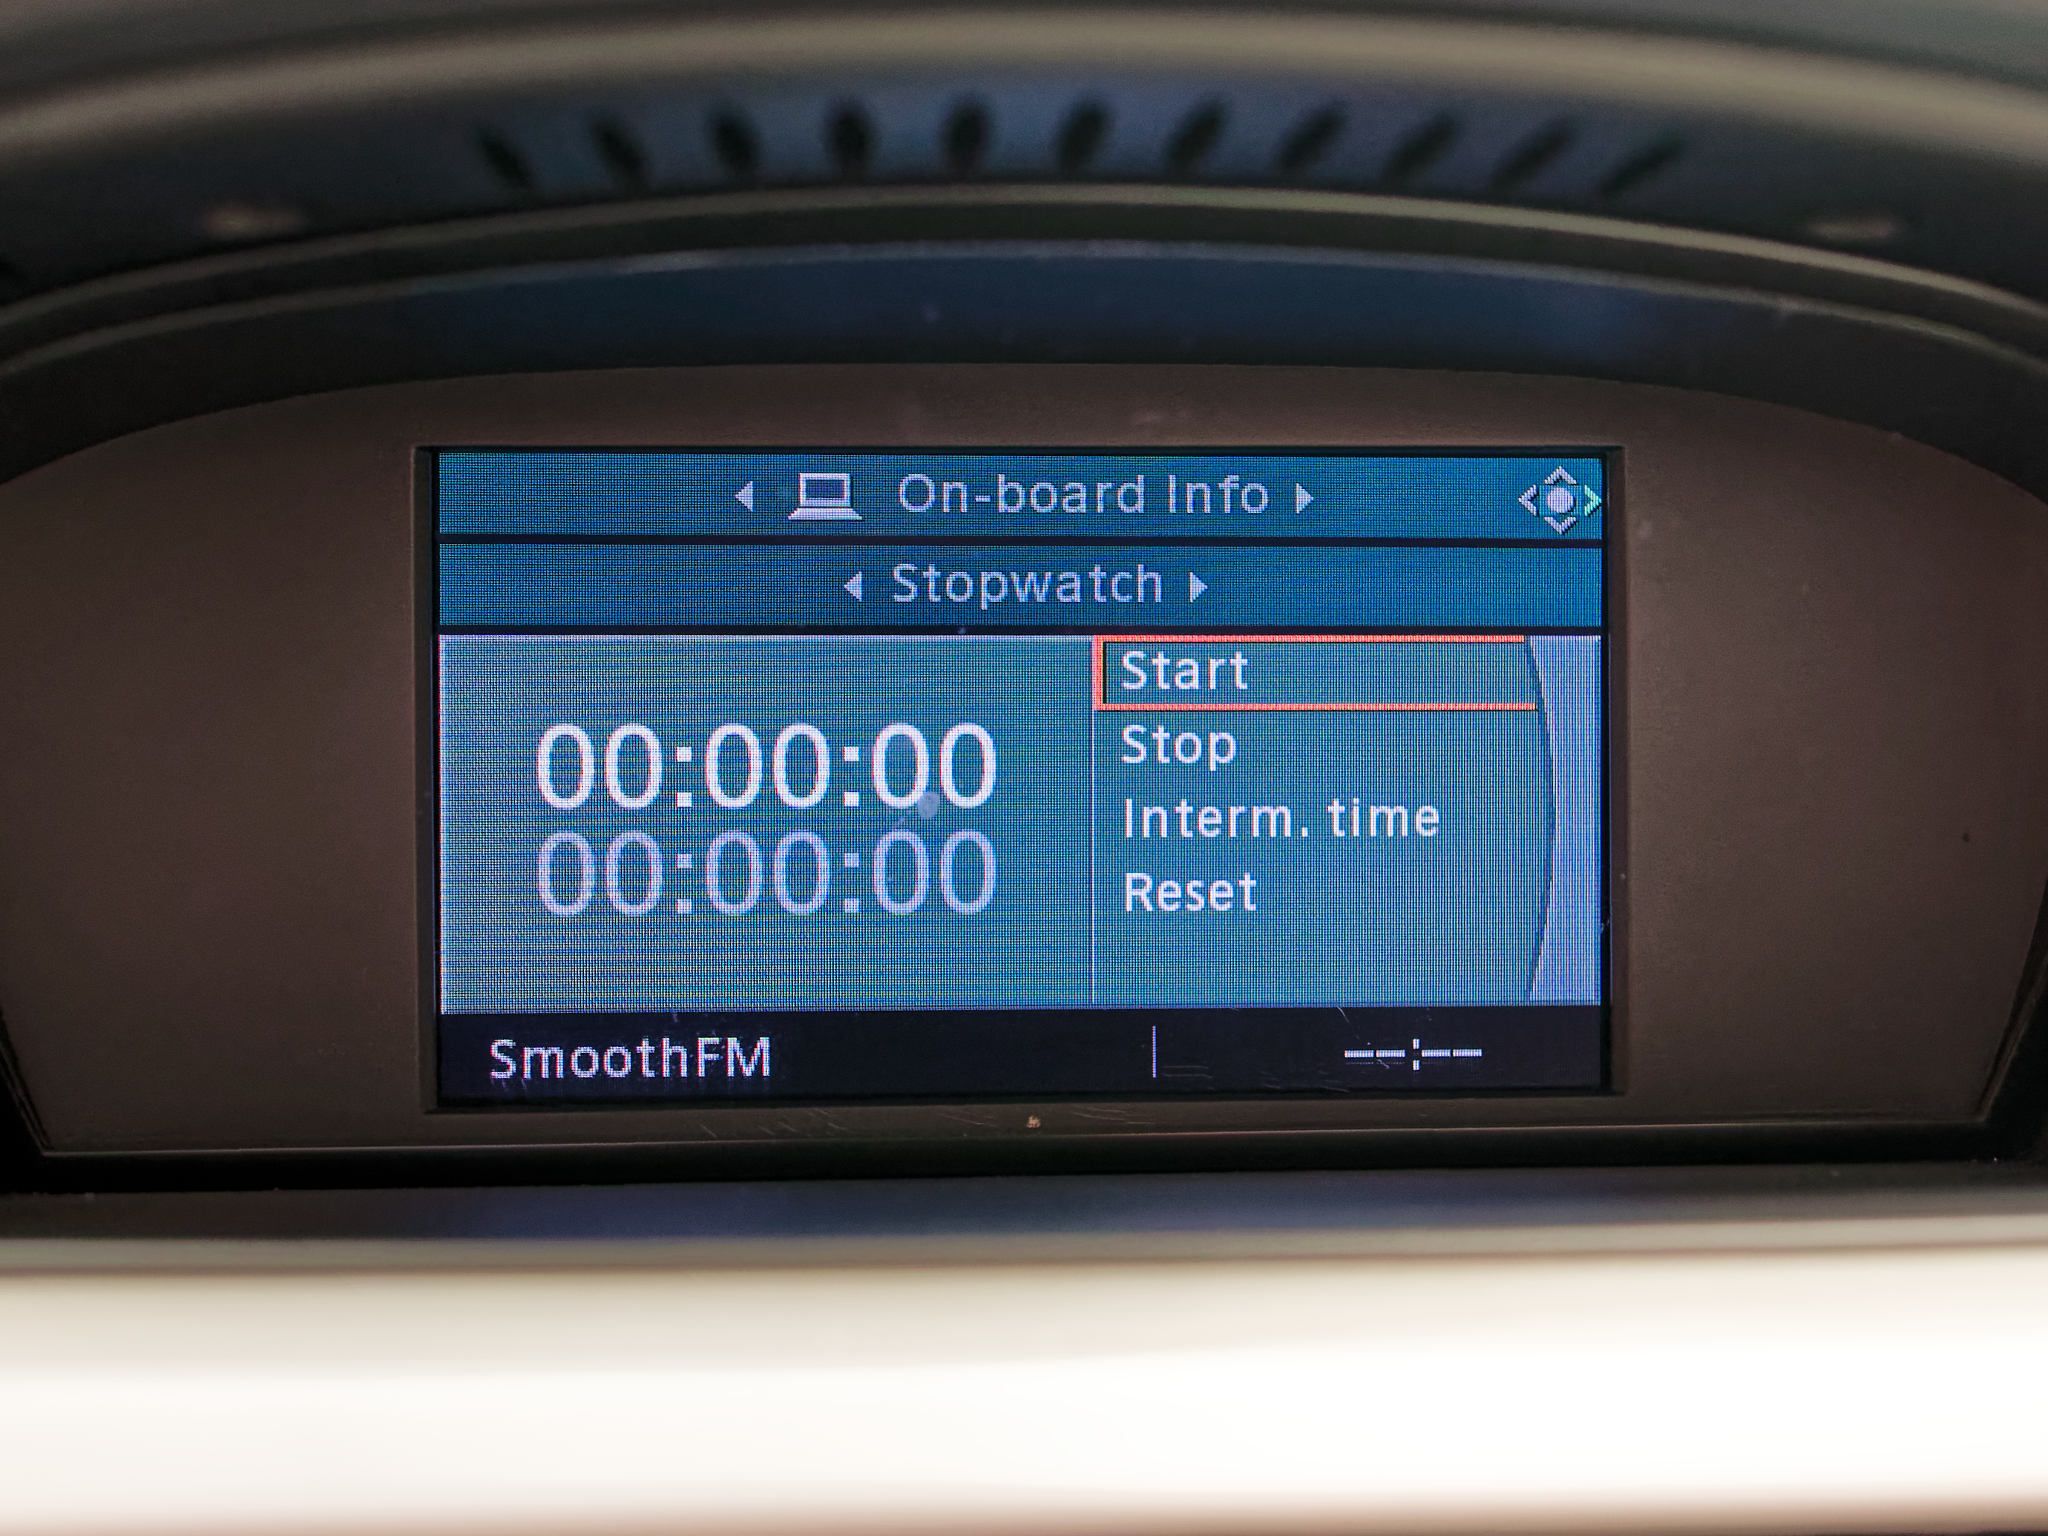 On-board Info
Stopwatch
00:00:00
00:00:00
Start
Stop
Interm. time
Reset
SmoothFM
--:--